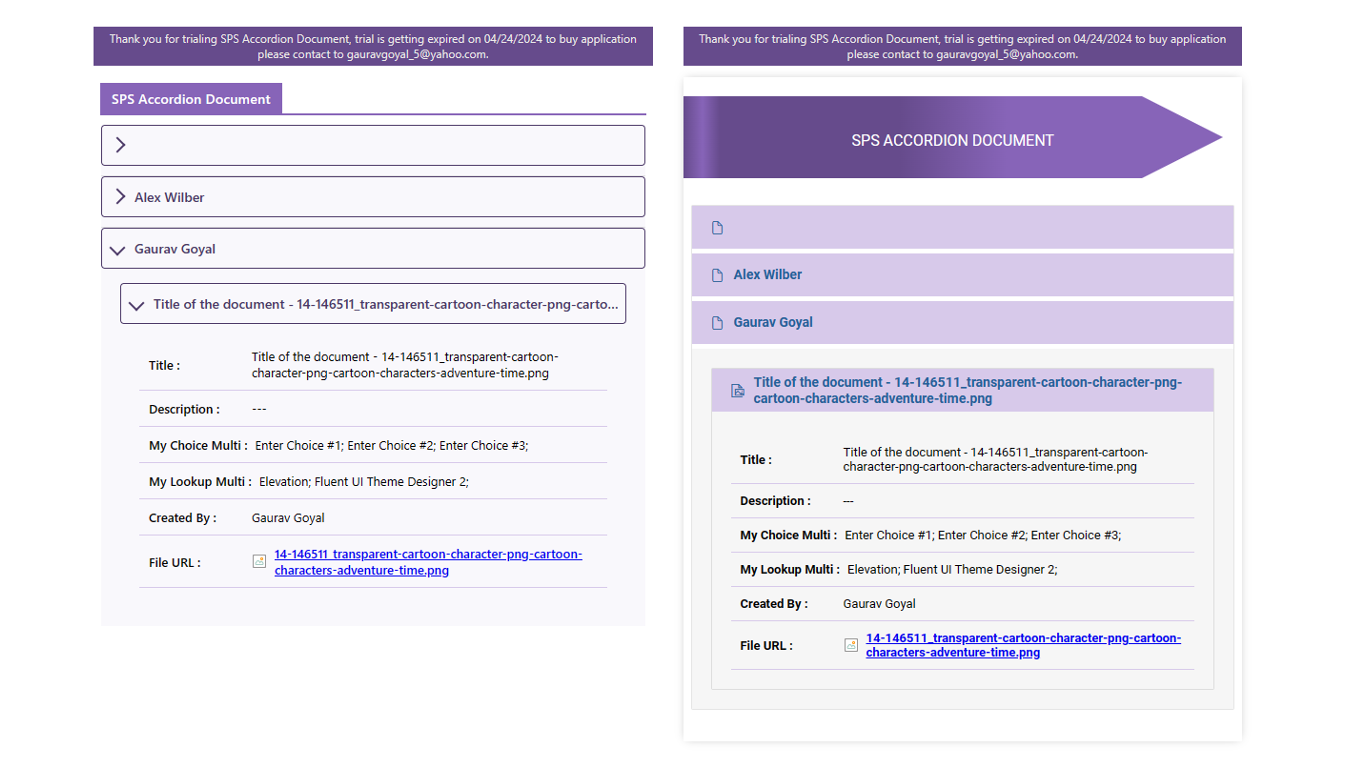 Thank you for trialing SPS Accordion Document, trial is getting expired on 04/24/2024 to buy application
please contact to gauravgoyal_5@yahoo.com.
SPS Accordion Document
Alex Wilber
Gaurav Goyal
Title of the document - 14-146511_transparent-cartoon-character-png-carto...
Title : Title of the document - 14-146511_transparent-cartoon-
character-png-cartoon-characters-adventure-time.png
Description : ---
My Choice Multi : Enter Choice #1; Enter Choice #2; Enter Choice #3;
My Lookup Multi : Elevation; Fluent UI Theme Designer 2;
Created By : Gaurav Goyal
File URL : 14-146511_transparent-cartoon-character-png-cartoon-
characters-adventure-time.png
Thank you for trialing SPS Accordion Document, trial is getting expired on 04/24/2024 to buy application
please contact to gauravgoyal_5@yahoo.com.
SPS ACCORDION DOCUMENT
Alex Wilber
Gaurav Goyal
Title of the document - 14-146511_transparent-cartoon-character-png-
cartoon-characters-adventure-time.png
Title : Title of the document - 14-146511_transparent-cartoon-
character-png-cartoon-characters-adventure-time.png
Description : ---
My Choice Multi : Enter Choice #1; Enter Choice #2; Enter Choice #3;
My Lookup Multi : Elevation; Fluent UI Theme Designer 2;
Created By : Gaurav Goyal
File URL : 14-146511_transparent-cartoon-character-png-cartoon-
characters-adventure-time.png